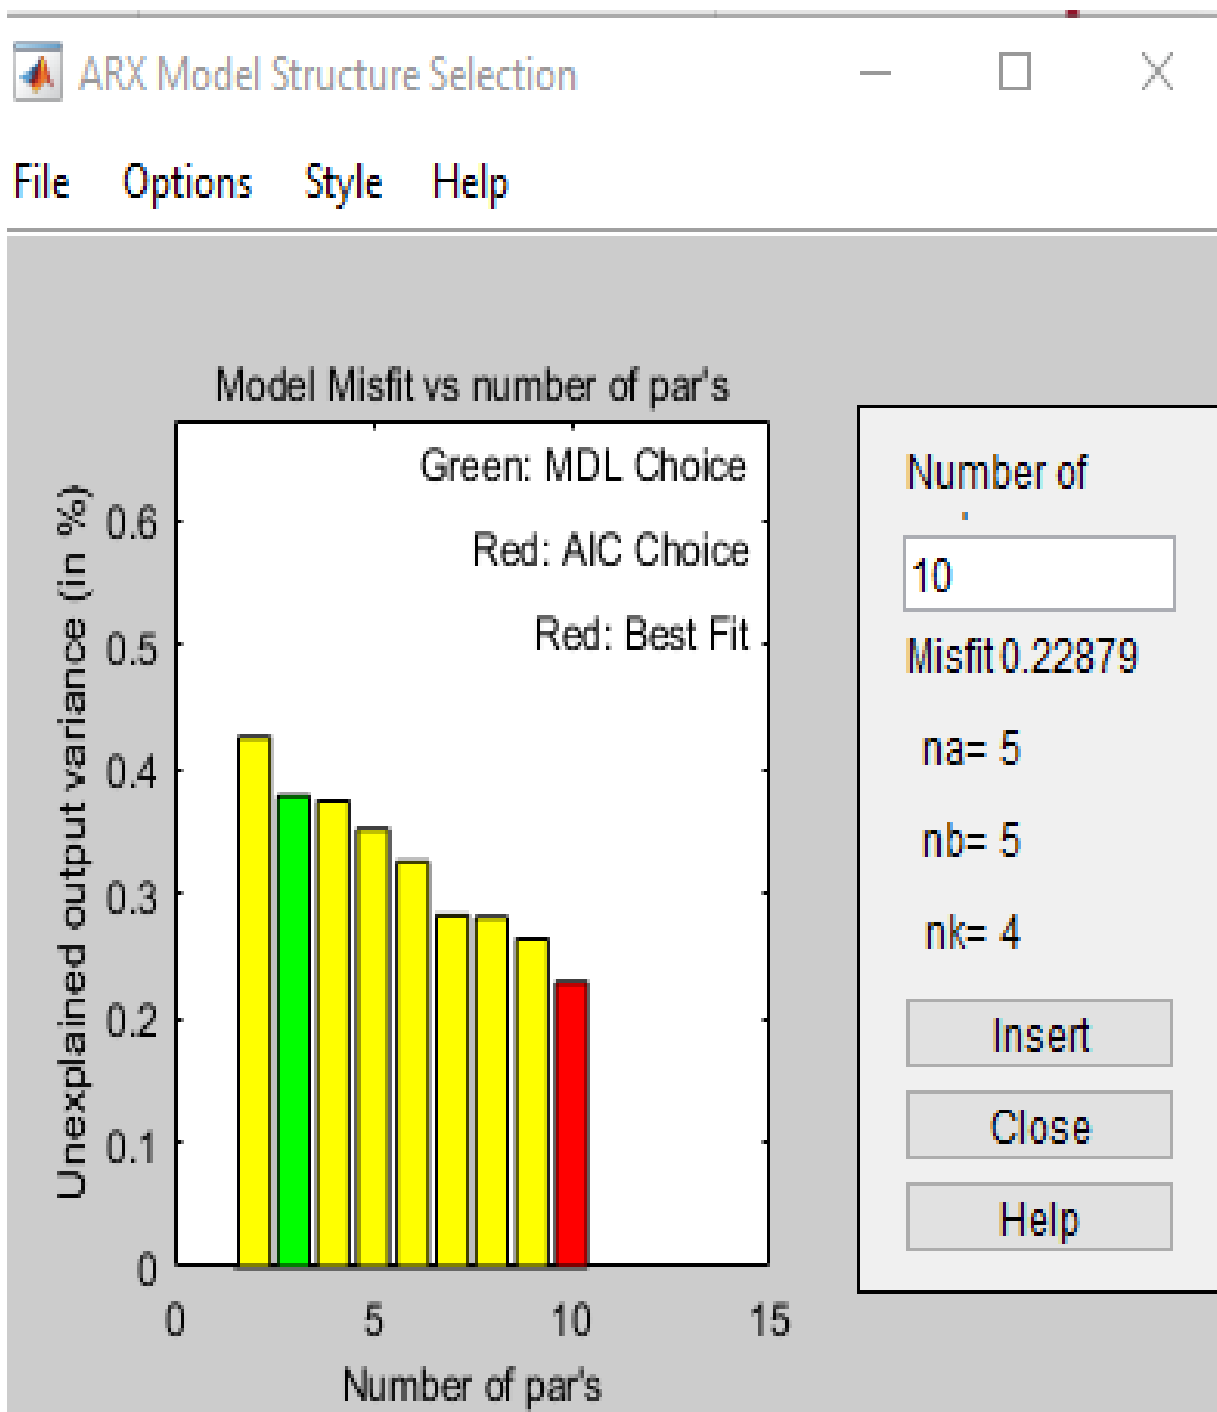 ARX Model Structure Selection
File Options Style Help
Model Misfit vs number of par's
Green: MDL Choice
Red: AIC Choice
Red: Best Fit
Unexplained output variance (in %)
0.6
0.5
0.4
0.3
0.2
0.1
0
0 5 10 15
Number of par's
Number of
10
Misfit 0.22879
na= 5
nb= 5
nk= 4
Insert
Close
Help